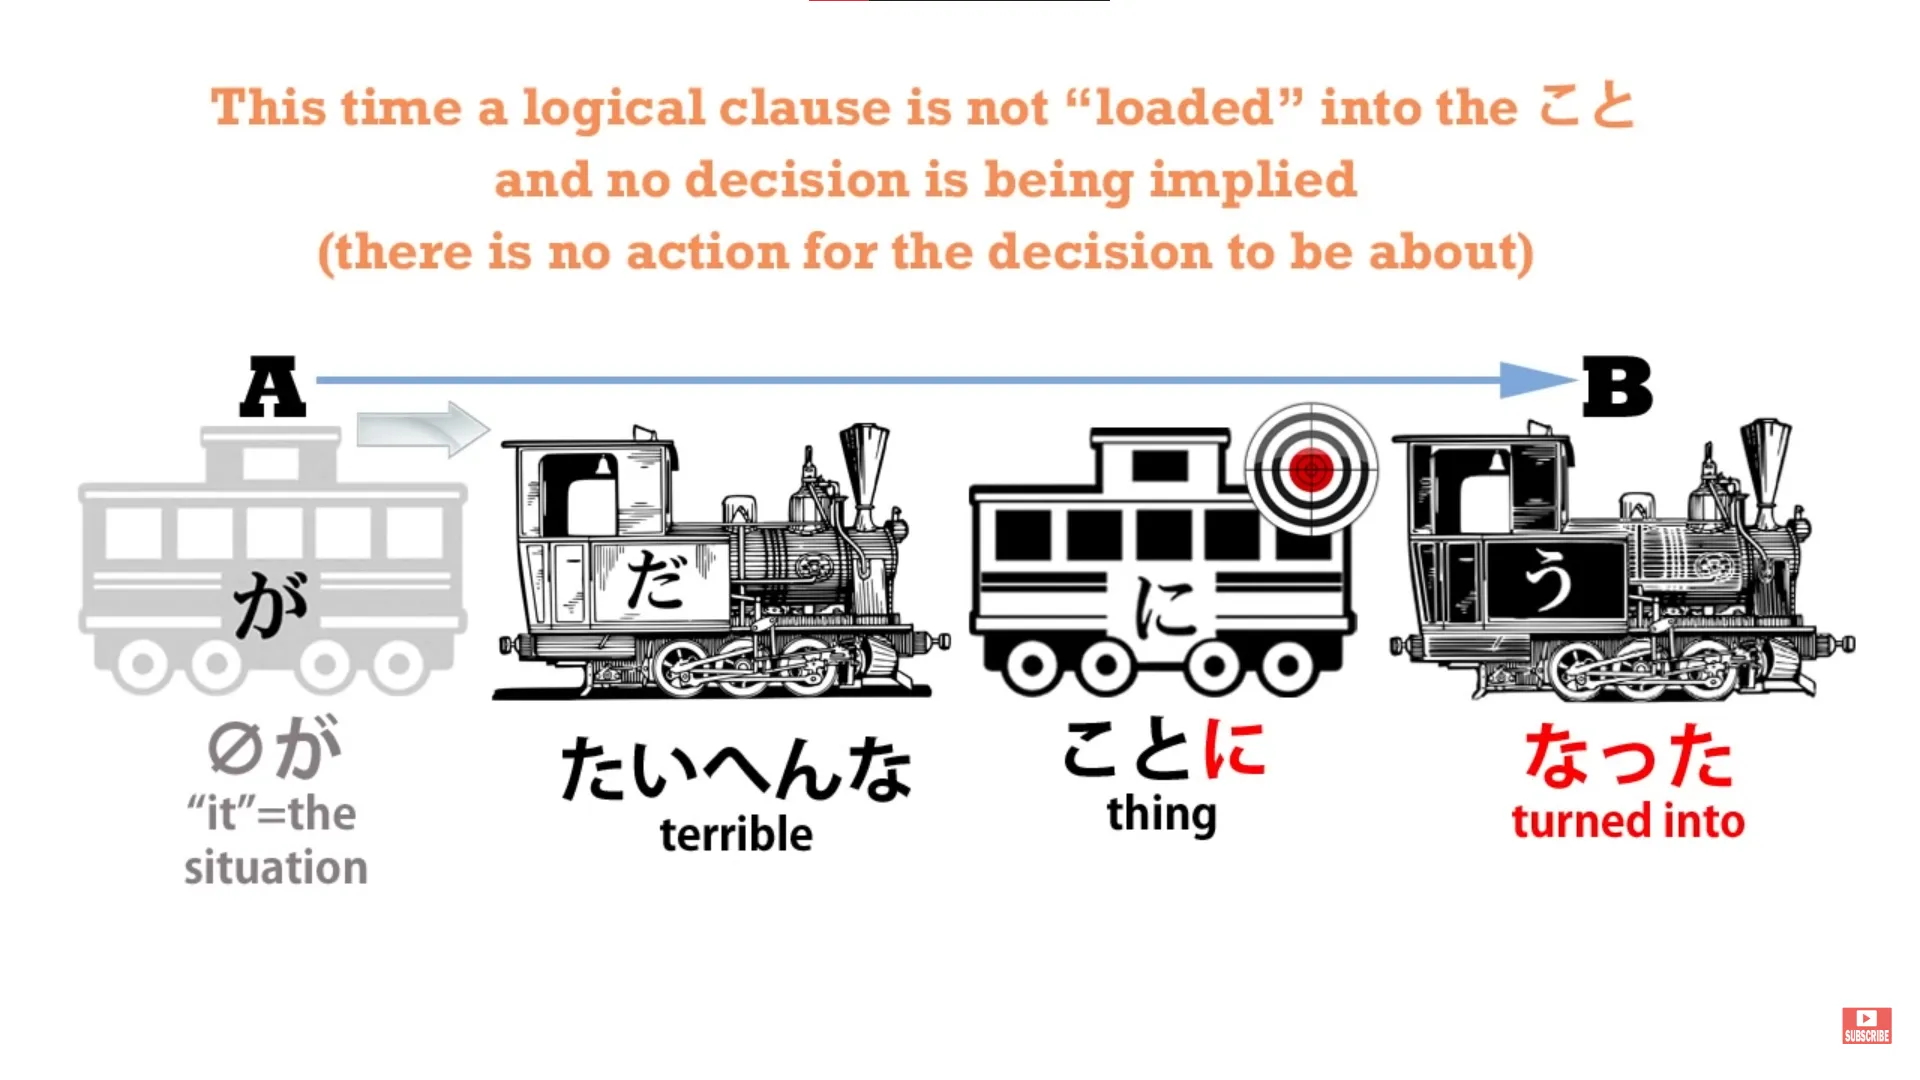 This time a logical clause is not “loaded” into the こと
and no decision is being implied
(there is no action for the decision to be about)
A
B
が
だ
に
う
∅が
“it”=the
situation
たいへんな
terrible
ことに
thing
なった
turned into
SUBSCRIBE